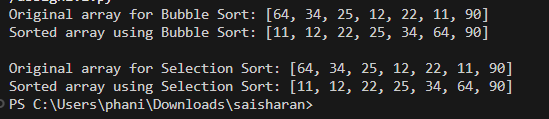 Original array for Bubble Sort: [64, 34, 25, 12, 22, 11, 90]
Sorted array using Bubble Sort: [11, 12, 22, 25, 34, 64, 90]
Original array for Selection Sort: [64, 34, 25, 12, 22, 11, 90]
Sorted array using Selection Sort: [11, 12, 22, 25, 34, 64, 90]
PS C:\Users\phani\Downloads\saisharan>